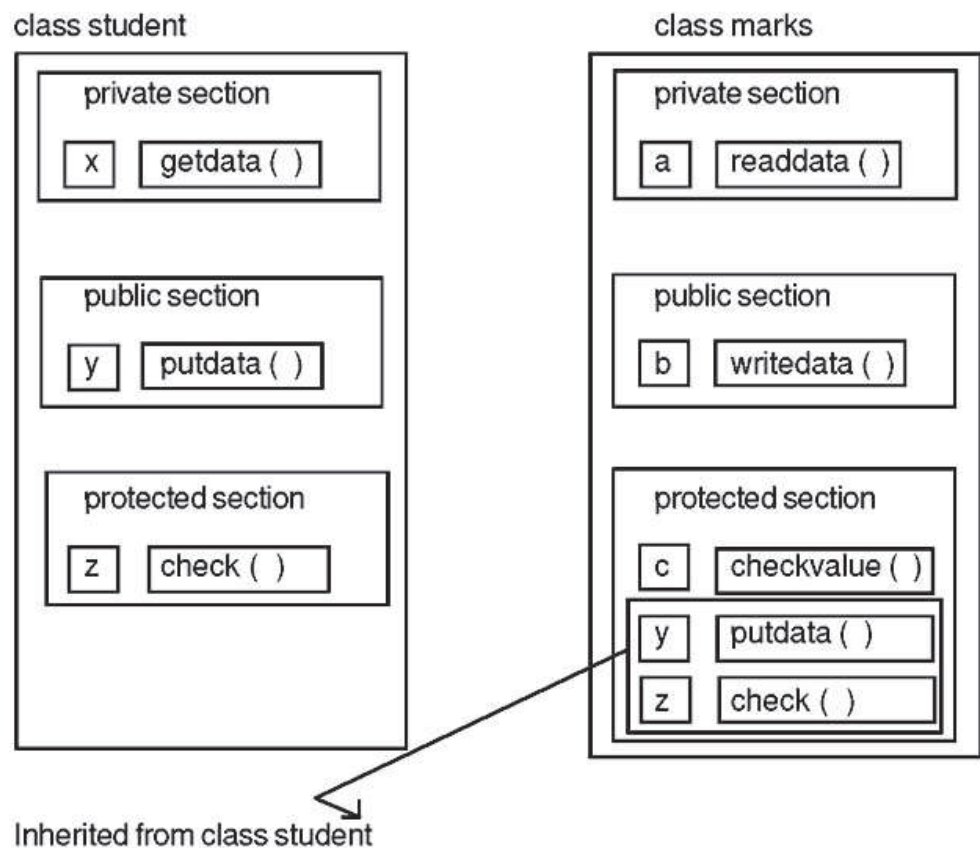 class student
private section
x getdata ( )
public section
y putdata ( )
protected section
z check ( )
class marks
private section
a readdata ( )
public section
b writedata ( )
protected section
c checkvalue ( )
y putdata ( )
z check ( )
Inherited from class student